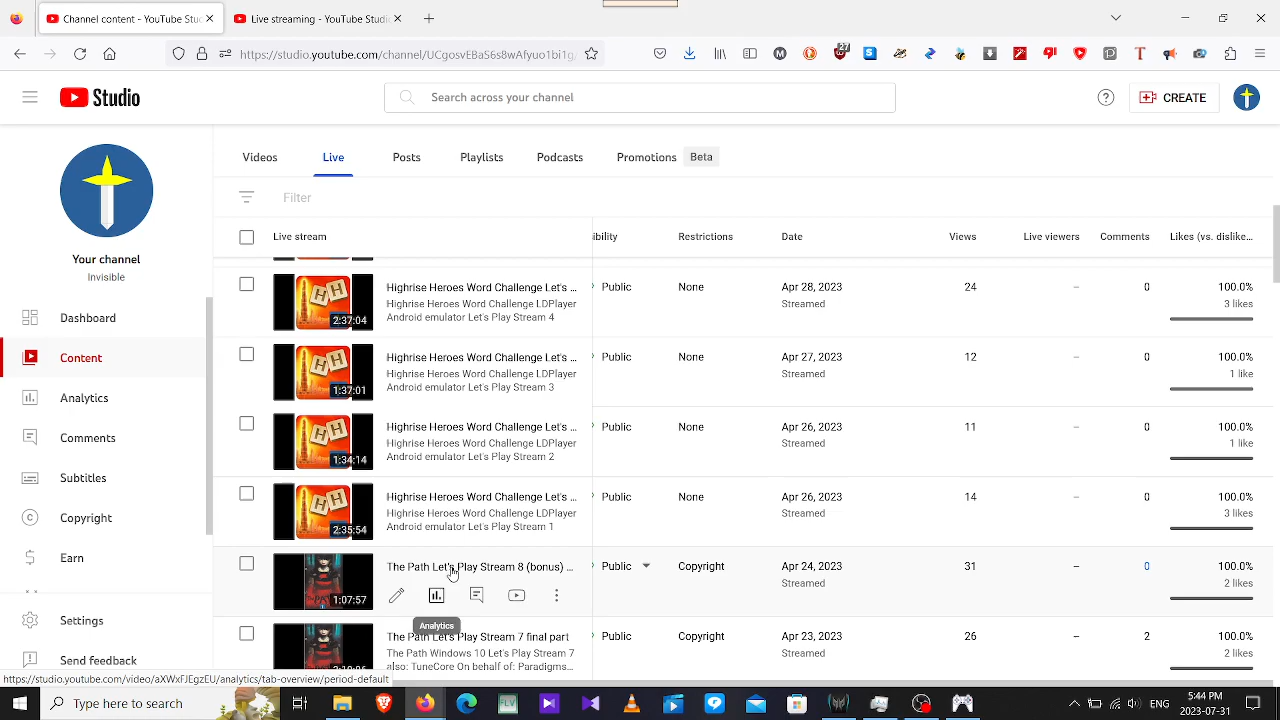 Channel content - YouTube Studi
Live streaming - YouTube Studio
https://studio.youtube.com/channel/
27
Studio
Search across your channel
CREATE
Your channel
Invisible
Dashboard
Content
Analytics
Comments
Subtitles
Copyright
Earn
Settings
Send feedback
Videos
Live
Posts
Playlists
Podcasts
Promotions
Beta
Filter
Live stream
ibility
Restrictions
Date
Views
Live viewers
Comments
Likes (vs. dislike...
2:37:04
Highrise Heroes Word Challenge Let's ...
Highrise Heroes Word Challenge LDPlayer
Android emulator Let's Play Stream 4
Public
None
Apr 28, 2023
Streamed
24
–
0
100.0%
3 likes
1:37:01
Highrise Heroes Word Challenge Let's ...
Highrise Heroes Word Challenge LDPlayer
Android emulator Let's Play Stream 3
Public
None
Apr 27, 2023
Streamed
12
–
0
100.0%
1 like
1:34:14
Highrise Heroes Word Challenge Let's ...
Highrise Heroes Word Challenge LDPlayer
Android emulator Let's Play Stream 2
Public
None
Apr 26, 2023
Streamed
11
–
0
100.0%
1 like
2:35:54
Highrise Heroes Word Challenge Let's ...
Highrise Heroes Word Challenge LDPlayer
Android emulator Let's Play Stream 1
Public
None
Apr 26, 2023
Streamed
14
–
0
100.0%
3 likes
1:07:57
The Path Let's Play Stream 8 (bonus) ...
Public
Copyright
Apr 24, 2023
Streamed
31
–
0
100.0%
2 likes
Analytics
The Path Let's Play Stream 7 final part
The Path Windows 10 Let's Play Stream 7
also: TuneCore On behalf of: Paradigms...
Public
Copyright
Apr 23, 2023
Streamed
26
–
2
100.0%
2 likes
https://studio.youtube.com/video/aXWxFJEgzEU/analytics/tab-overview/period-default
Type here to search
5:44 PM
2023-07-31